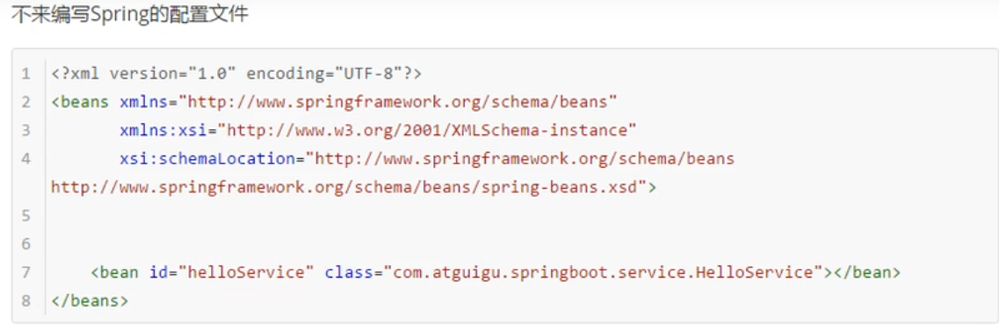 不来编写Spring的配置文件
1 <?xml version="1.0" encoding="UTF-8"?>
2 <beans xmlns="http://www.springframework.org/schema/beans"
3        xmlns:xsi="http://www.w3.org/2001/XMLSchema-instance"
4        xsi:schemaLocation="http://www.springframework.org/schema/beans
http://www.springframework.org/schema/beans/spring-beans.xsd">
5
6
7     <bean id="helloService" class="com.atguigu.springboot.service.HelloService"></bean>
8 </beans>